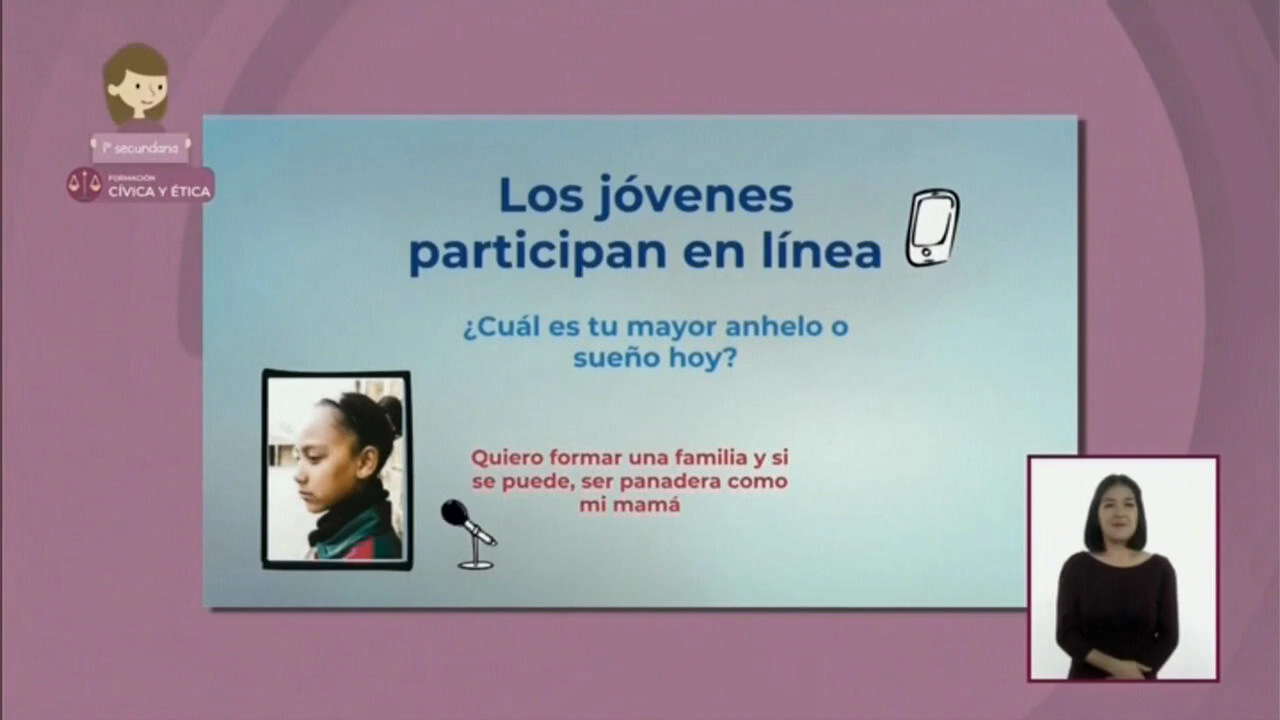 1° secundaria
FORMACIÓN
CÍVICA Y ÉTICA
Los jóvenes
participan en línea
¿Cuál es tu mayor anhelo o
sueño hoy?
Quiero formar una familia y si
se puede, ser panadera como
mi mamá